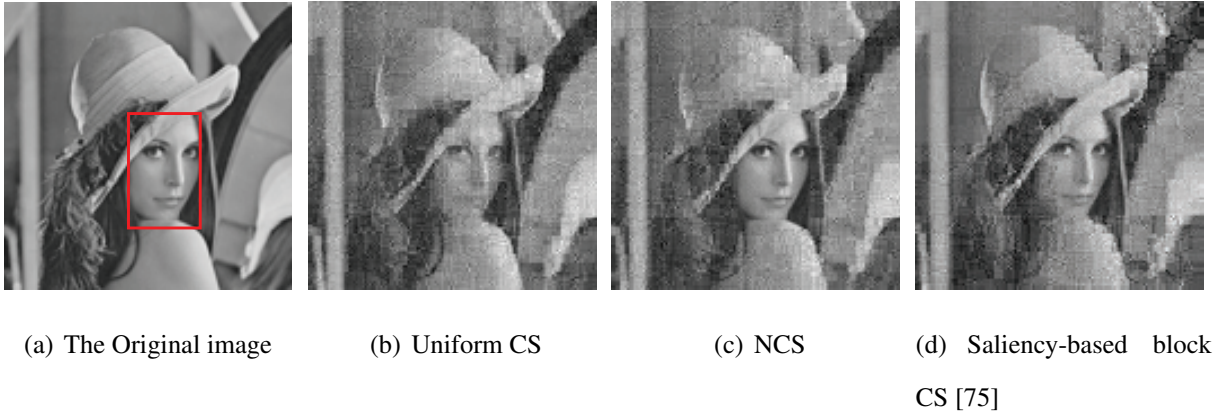 (a) The Original image
(b) Uniform CS
(c) NCS
(d) Saliency-based block
CS [75]